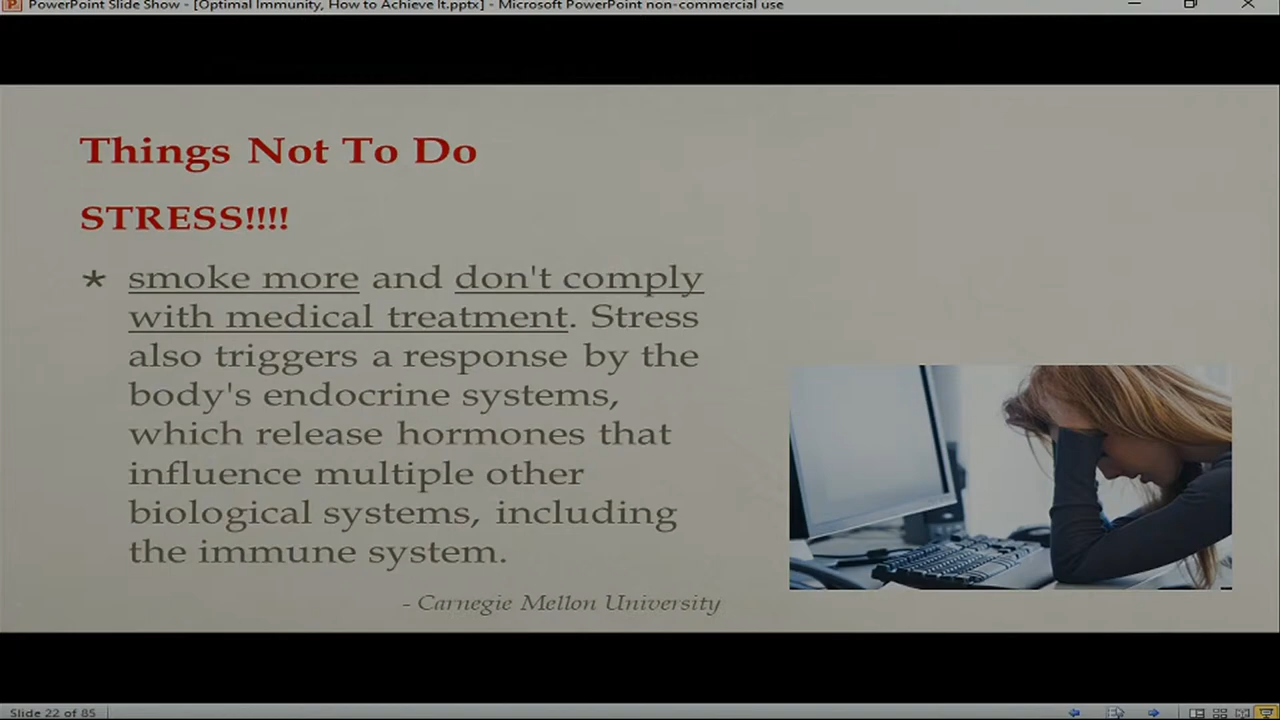 PowerPoint Slide Show - [Optimal Immunity, How to Achieve It.pptx] - Microsoft PowerPoint non-commercial use
Things Not To Do
STRESS!!!!
* smoke more and don't comply
with medical treatment. Stress
also triggers a response by the
body's endocrine systems,
which release hormones that
influence multiple other
biological systems, including
the immune system.
- Carnegie Mellon University
Slide 22 of 85